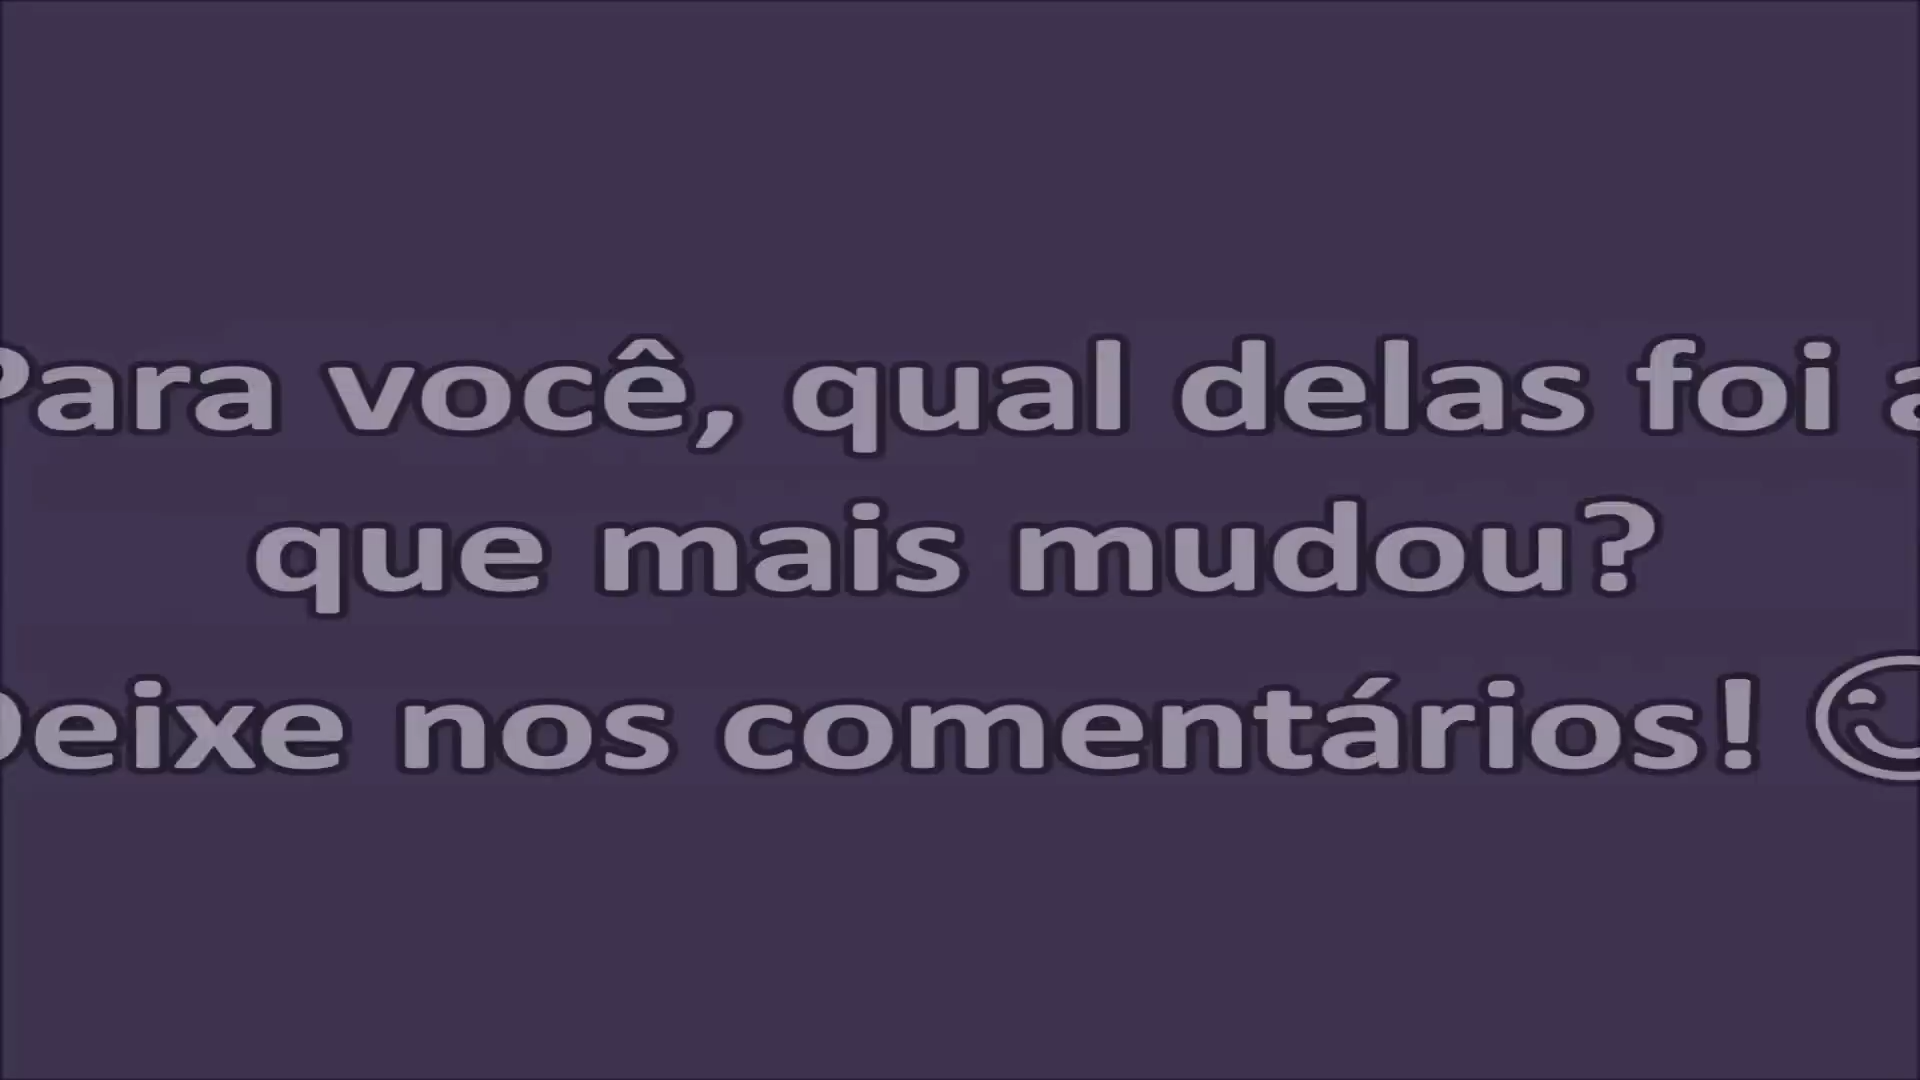 Para você, qual delas foi a
que mais mudou?
Deixe nos comentários! ☺